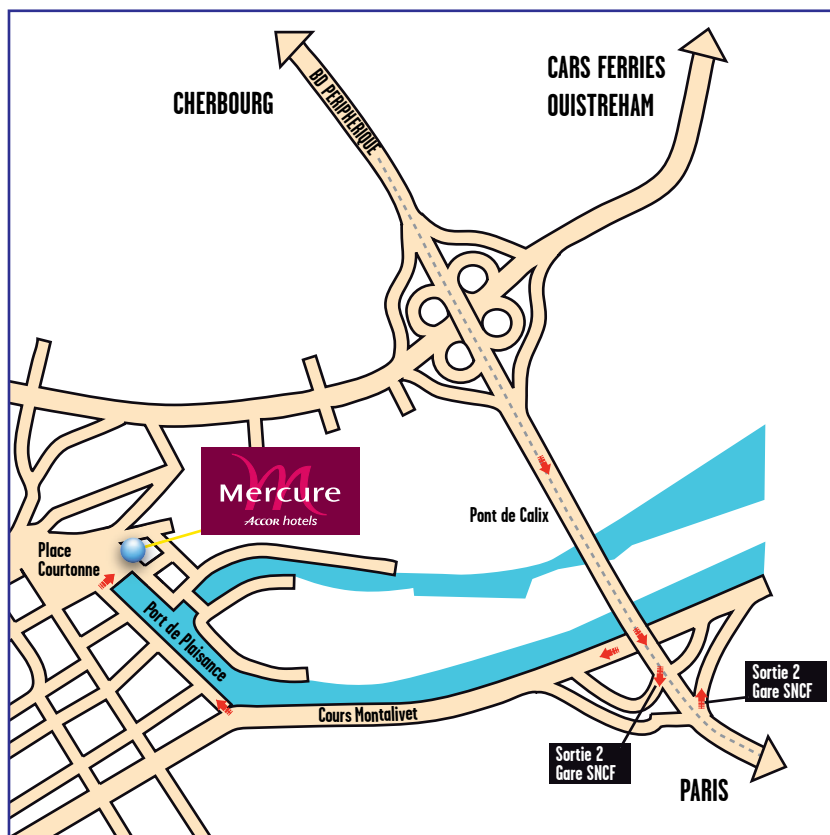 CHERBOURG
BD PERIPHERIQUE
CARS FERRIES
OUISTREHAM
Mercure
ACCOR hotels
Pont de Calix
Place
Courtonne
Port de Plaisance
Cours Montalivet
Sortie 2
Gare SNCF
Sortie 2
Gare SNCF
PARIS